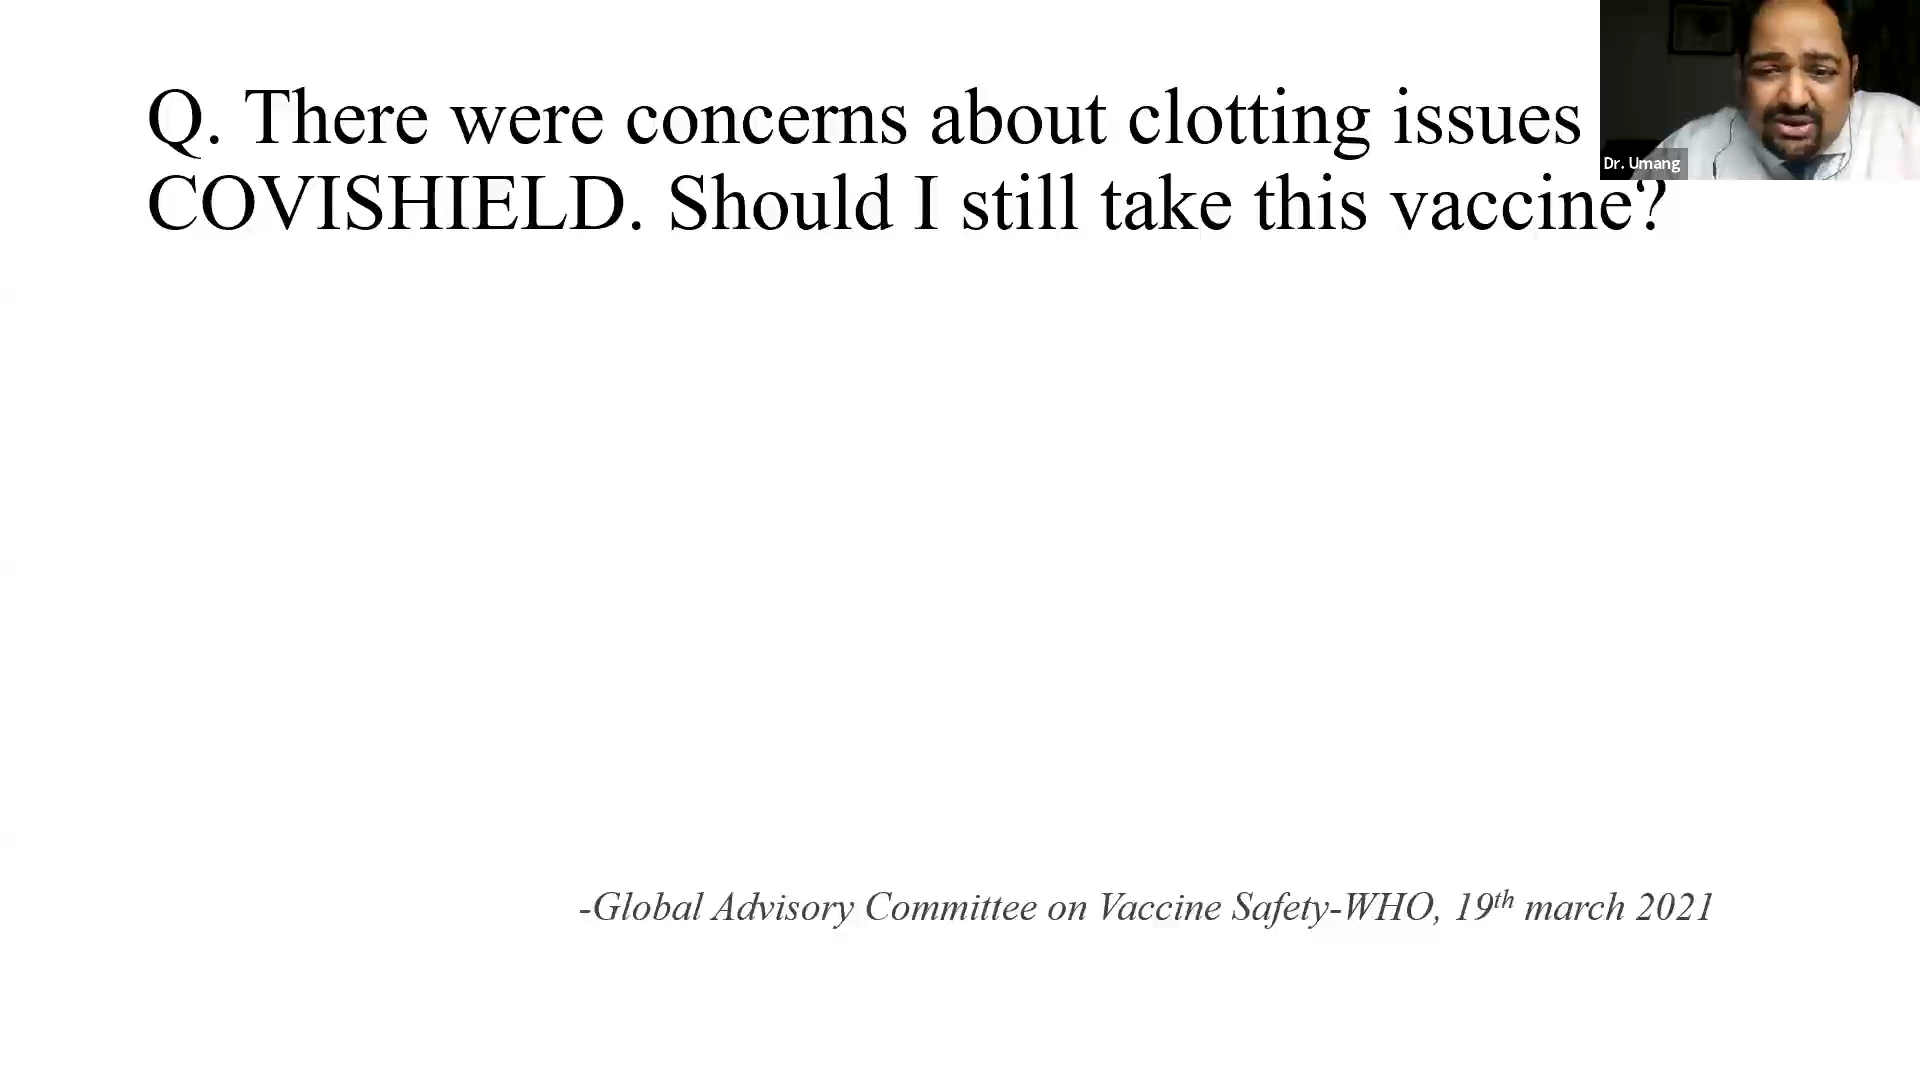 Q. There were concerns about clotting issues
COVISHIELD. Should I still take this vaccine?
Dr. Umang
-Global Advisory Committee on Vaccine Safety-WHO, 19th march 2021